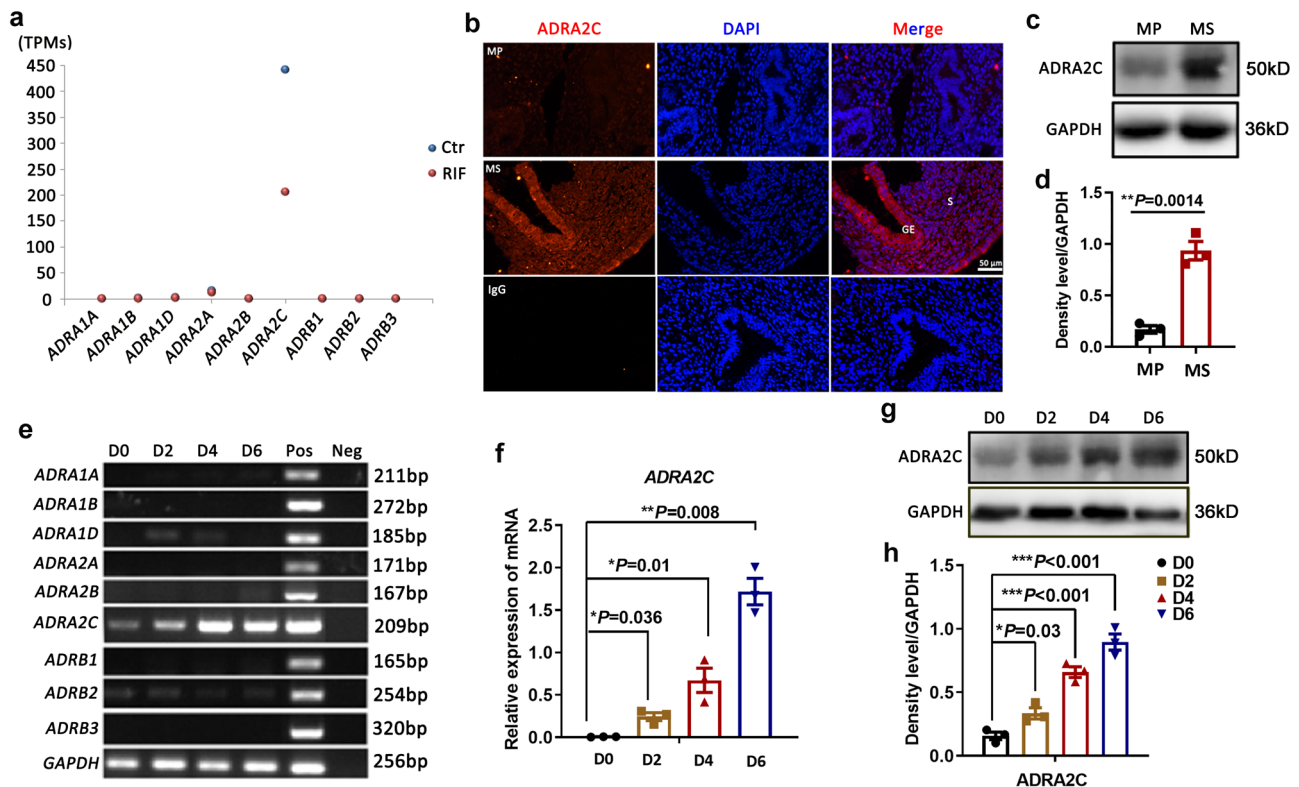 a
(TPMs)
450
400
350
300
250
200
150
100
50
0
ADRA1A
ADRA1B
ADRA1D
ADRA2A
ADRA2B
ADRA2C
ADRB1
ADRB2
ADRB3
Ctr
RIF
b
ADRA2C DAPI Merge
MP
MS
S
GE
50 μm
IgG
c
MP MS
ADRA2C 50kD
GAPDH 36kD
d
Density level/GAPDH
1.5
1.0
0.5
0.0
**P=0.0014
MP MS
e
D0 D2 D4 D6 Pos Neg
ADRA1A 211bp
ADRA1B 272bp
ADRA1D 185bp
ADRA2A 171bp
ADRA2B 167bp
ADRA2C 209bp
ADRB1 165bp
ADRB2 254bp
ADRB3 320bp
GAPDH 256bp
f
ADRA2C
Relative expression of mRNA
2.5
2.0
1.5
1.0
0.5
0.0
**P=0.008
*P=0.01
*P=0.036
D0 D2 D4 D6
g
D0 D2 D4 D6
ADRA2C 50kD
GAPDH 36kD
h
Density level/GAPDH
1.5
1.0
0.5
0.0
***P<0.001
***P<0.001
*P=0.03
ADRA2C
D0
D2
D4
D6